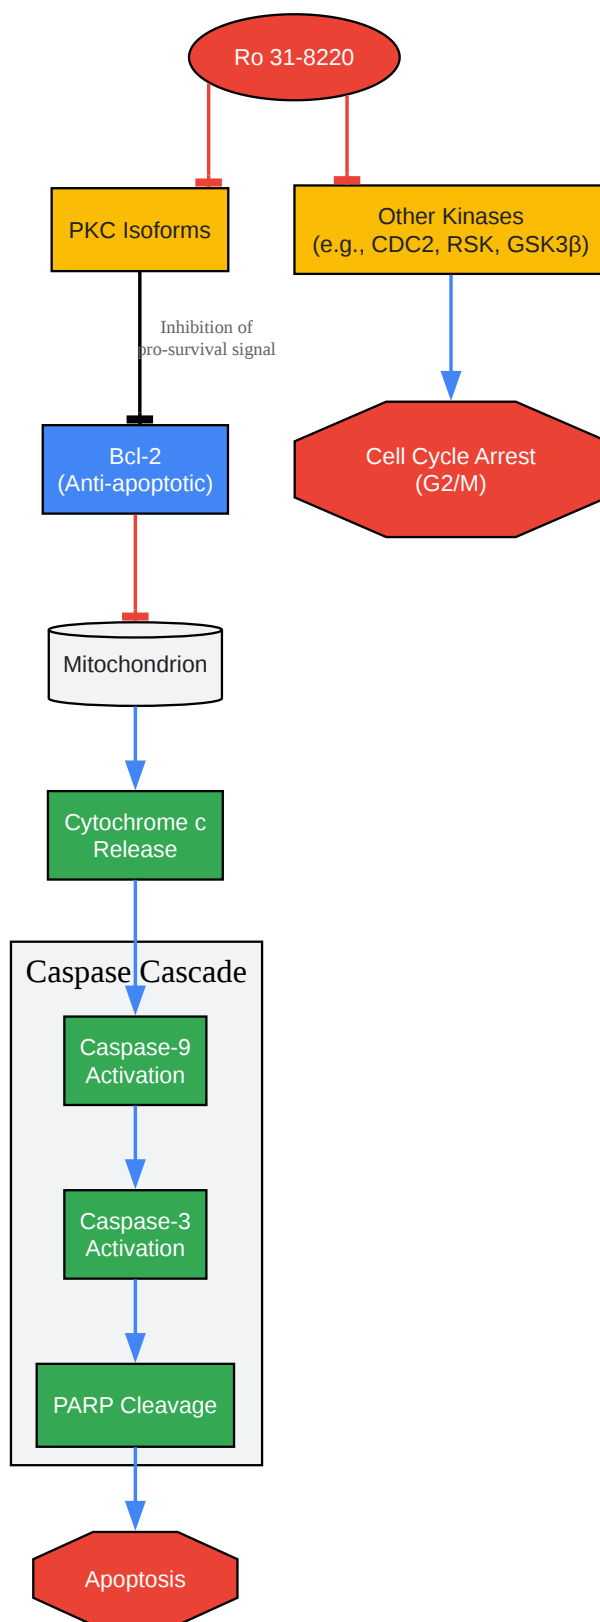 Ro 31-8220
PKC Isoforms
Other Kinases
(e.g., CDC2, RSK, GSK3β)
Inhibition of
pro-survival signal
Bcl-2
(Anti-apoptotic)
Cell Cycle Arrest
(G2/M)
Mitochondrion
Cytochrome c
Release
Caspase Cascade
Caspase-9
Activation
Caspase-3
Activation
PARP Cleavage
Apoptosis